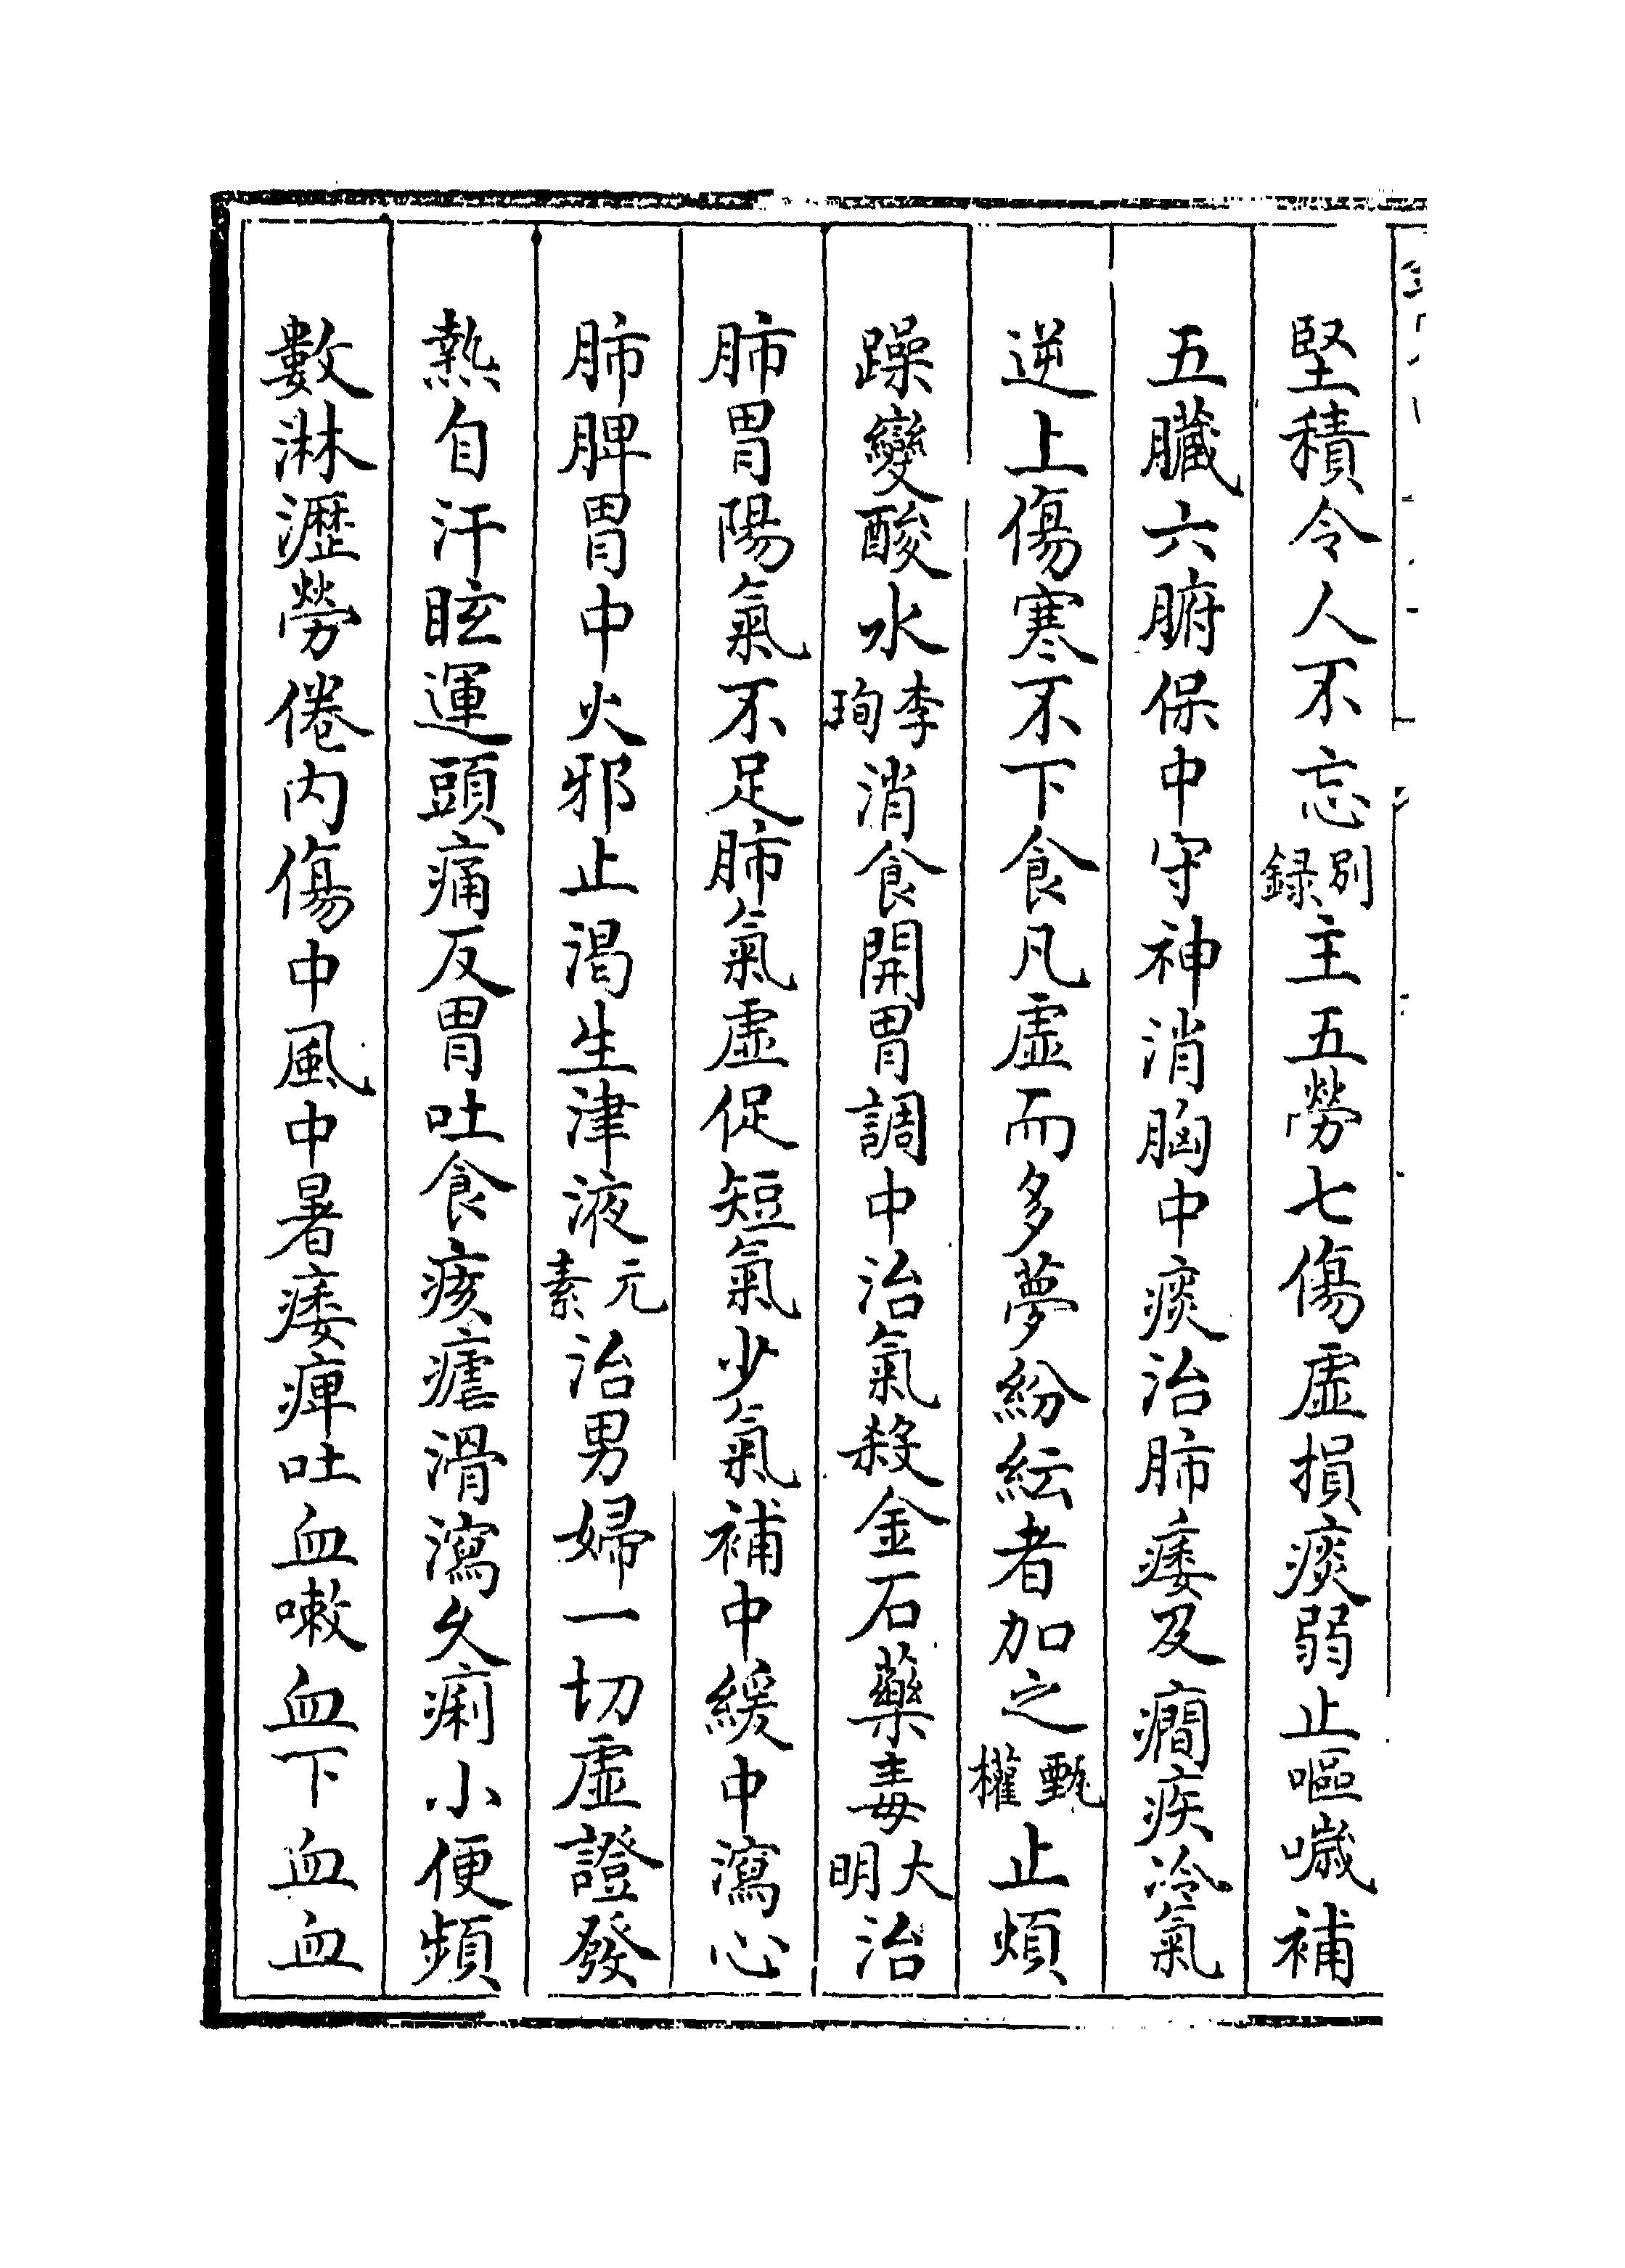 堅積令人不忘別録主五勞七傷虛損痰弱止嘔噦補
五臟六腑保中守神消胸中痰治肺痿及癇疾冷氣
逆上傷寒不下食凡虛而多夢紛紜者加之甄權止煩
躁變酸水李珣消食開胃調中治氣殺金石藥毒大明治
肺胃陽氣不足肺氣虛促短氣少氣補中緩中瀉心
肺脾胃中火邪止渴生津液元素治男婦一切虛證發
熱自汗眩運頭痛反胃吐食痎瘧滑瀉久痢小便頻
數淋瀝勞倦内傷中風中暑痿痺吐血嗽血下血血